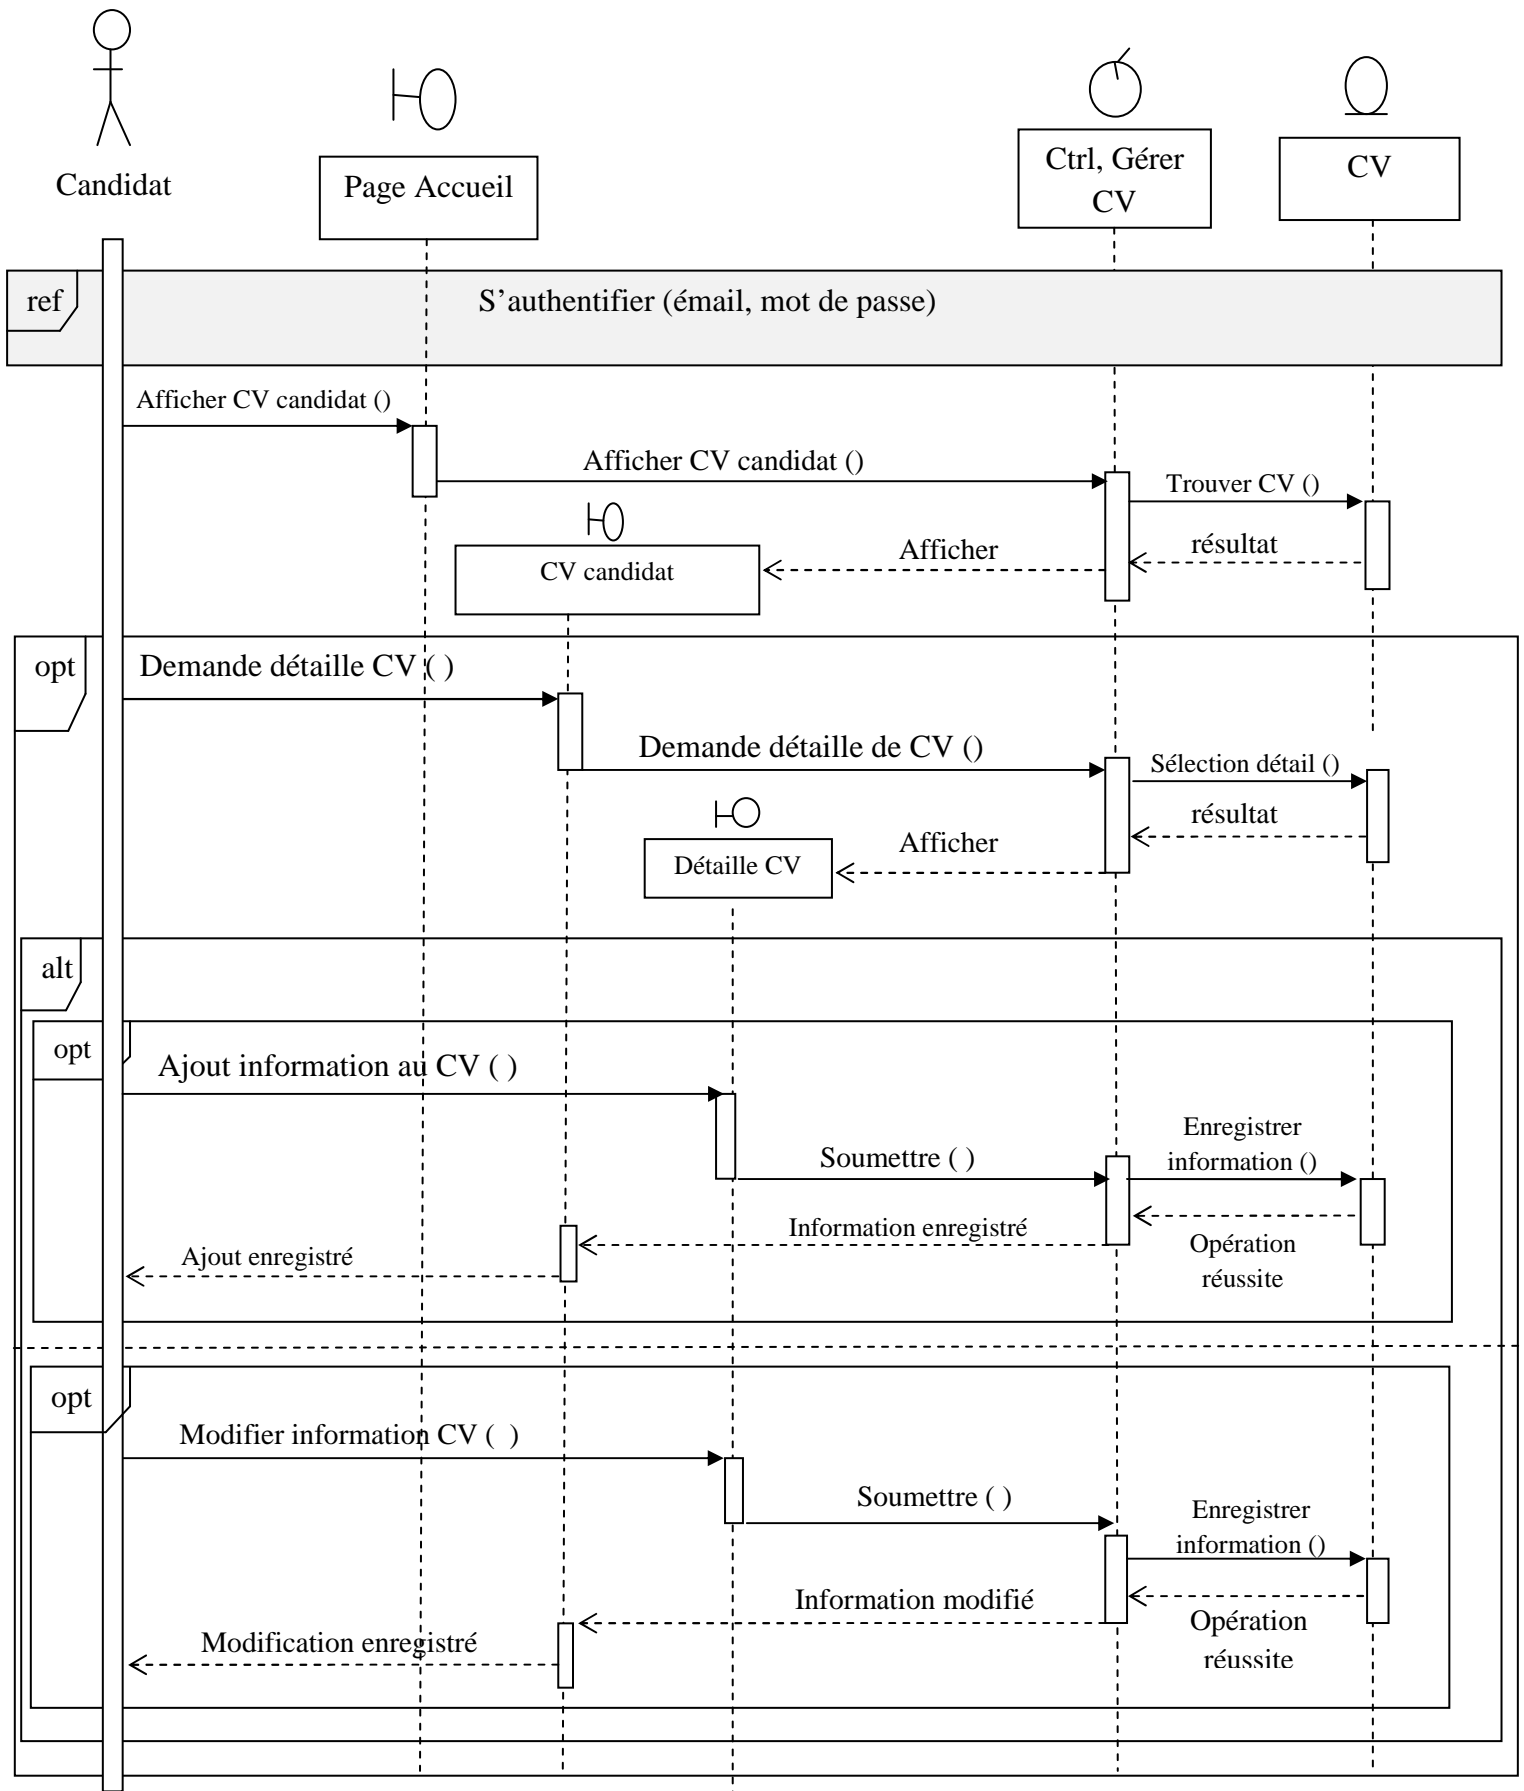 Candidat
Page Accueil
Ctrl, Gérer
CV
CV
ref
S’authentifier (émail, mot de passe)
Afficher CV candidat ()
Afficher CV candidat ()
Trouver CV ()
Afficher
résultat
CV candidat
opt
Demande détaille CV ( )
Demande détaille de CV ()
Sélection détail ()
résultat
Afficher
Détaille CV
alt
opt
Ajout information au CV ( )
Enregistrer
information ()
Soumettre ( )
Information enregistré
Opération
réussite
Ajout enregistré
opt
Modifier information CV (  )
Soumettre ( )
Enregistrer
information ()
Information modifié
Opération
réussite
Modification enregistré